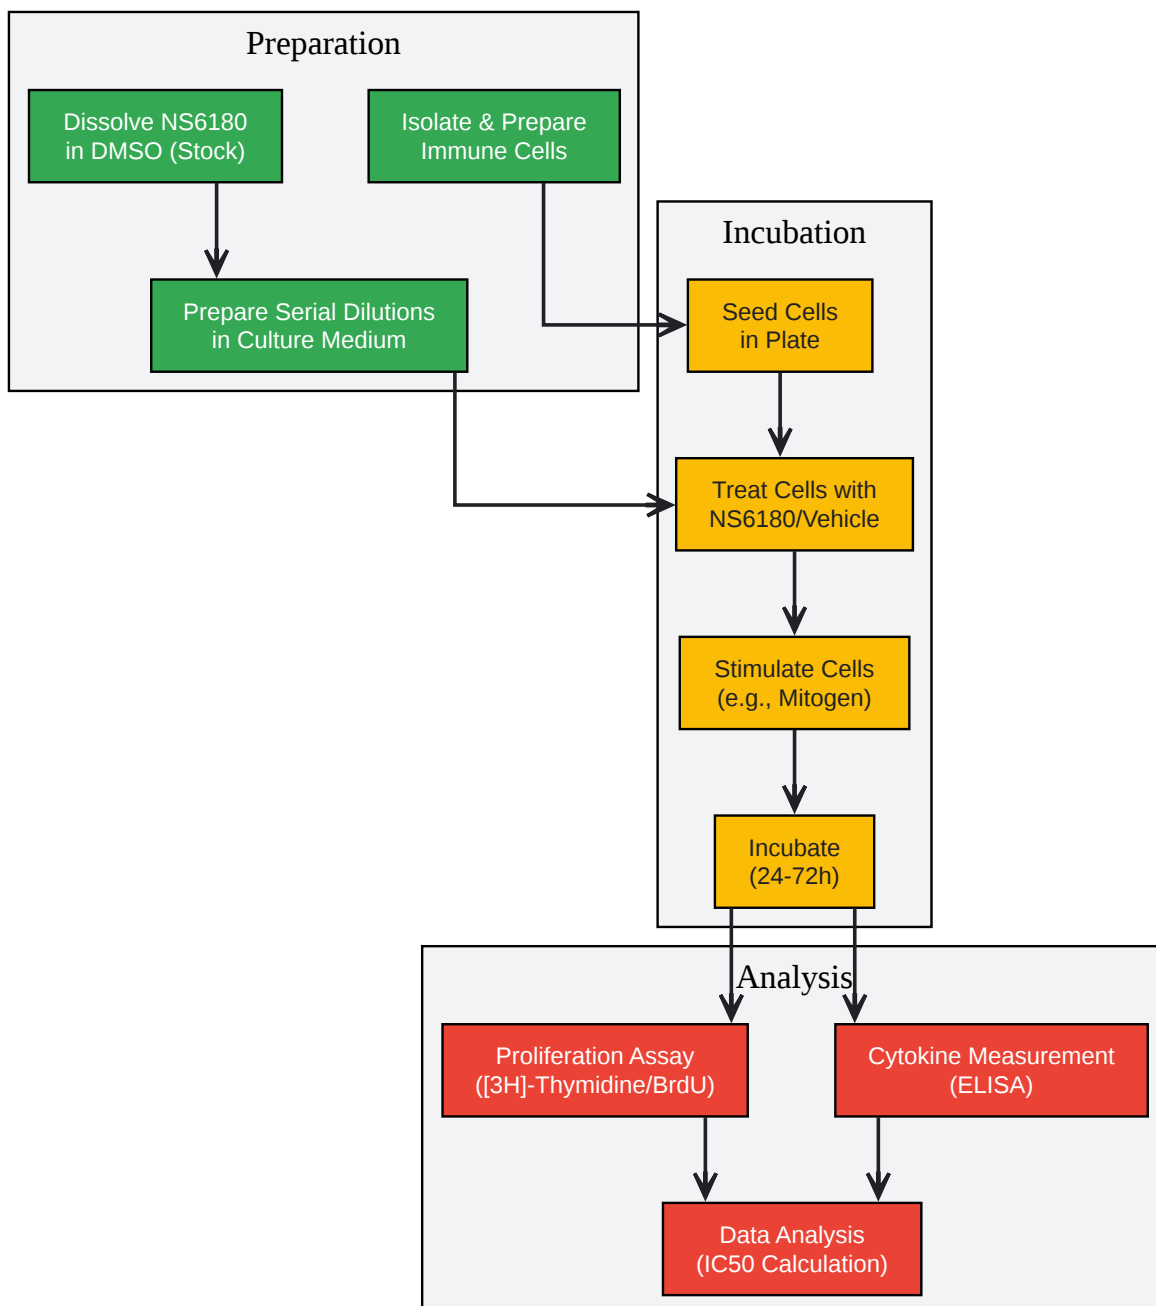 Preparation
Dissolve NS6180
in DMSO (Stock)
Isolate & Prepare
Immune Cells
Prepare Serial Dilutions
in Culture Medium
Incubation
Seed Cells
in Plate
Treat Cells with
NS6180/Vehicle
Stimulate Cells
(e.g., Mitogen)
Incubate
(24-72h)
Analysis
Proliferation Assay
([3H]-Thymidine/BrdU)
Cytokine Measurement
(ELISA)
Data Analysis
(IC50 Calculation)